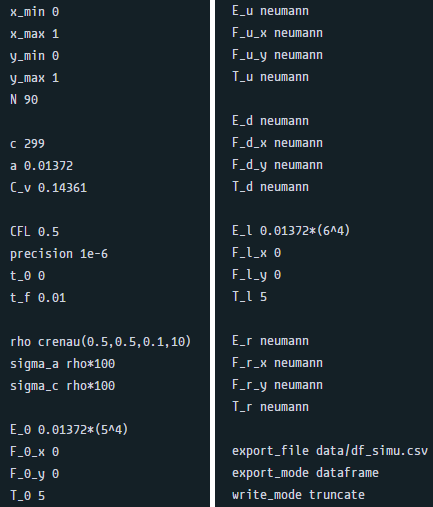 x_min 0
x_max 1
y_min 0
y_max 1
N 90
c 299
a 0.01372
C_v 0.14361
CFL 0.5
precision 1e-6
t_0 0
t_f 0.01
rho crenau(0.5,0.5,0.1,10)
sigma_a rho*100
sigma_c rho*100
E_0 0.01372*(5^4)
F_0_x 0
F_0_y 0
T_0 5
E_u neumann
F_u_x neumann
F_u_y neumann
T_u neumann
E_d neumann
F_d_x neumann
F_d_y neumann
T_d neumann
E_l 0.01372*(6^4)
F_l_x 0
F_l_y 0
T_l 5
E_r neumann
F_r_x neumann
F_r_y neumann
T_r neumann
export_file data/df_simu.csv
export_mode dataframe
write_mode truncate